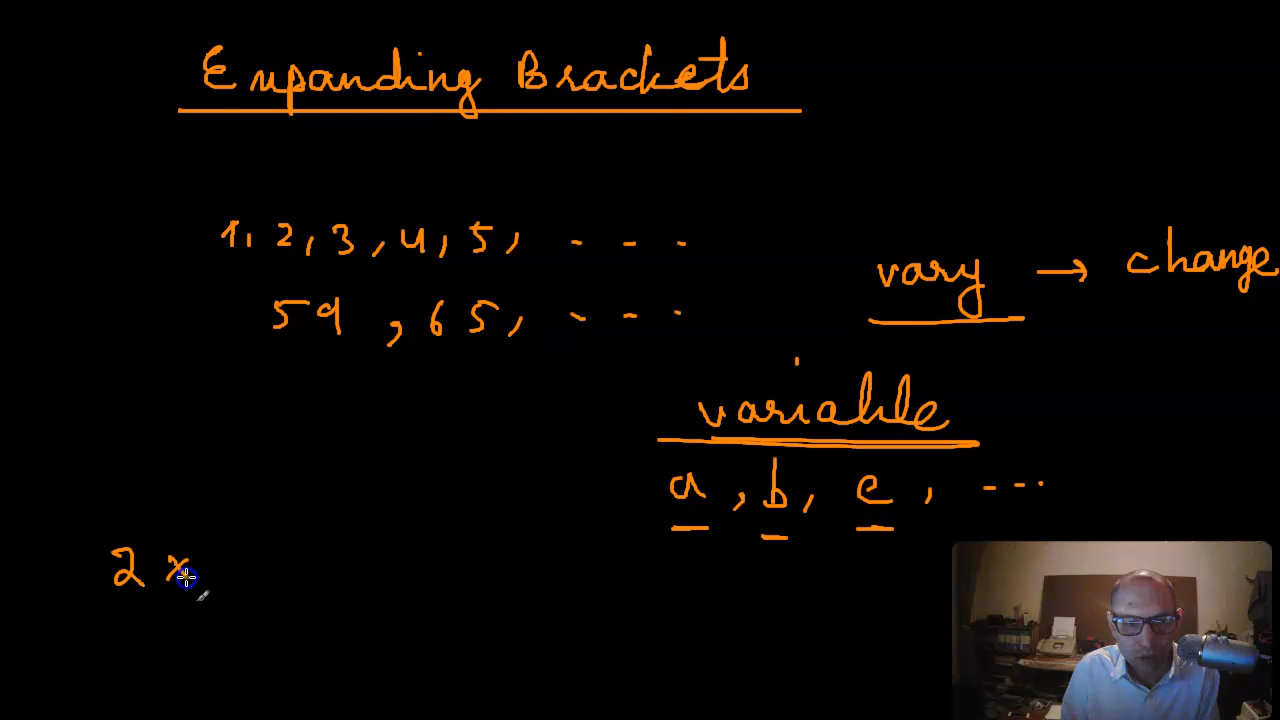 Expanding Brackets
1, 2, 3, 4, 5, - - -
59, 65, - - -
vary → change
variable
a, b, c, ...
2 x